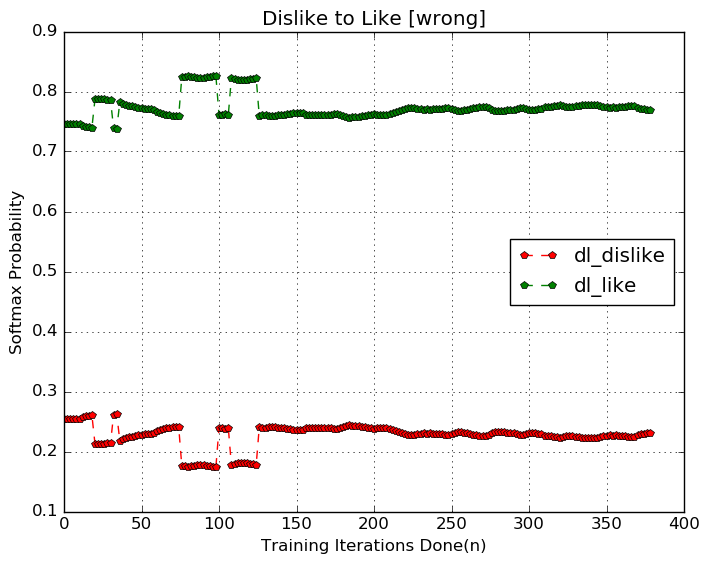 Dislike to Like [wrong]
0.9
0.8
0.7
0.6
0.5
0.4
0.3
0.2
0.1
Softmax Probability
dl_dislike
dl_like
0 50 100 150 200 250 300 350 400
Training Iterations Done(n)